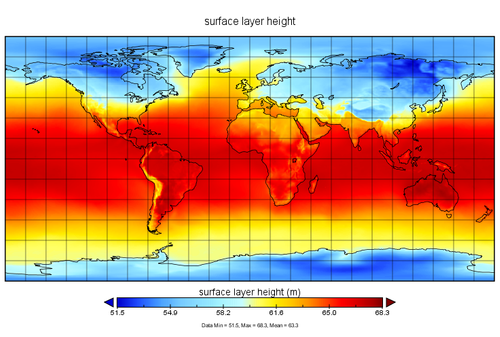 surface layer height
surface layer height (m)
51.5 54.9 58.2 61.6 65.0 68.3
Data Min = 51.5, Max = 68.3, Mean = 63.3